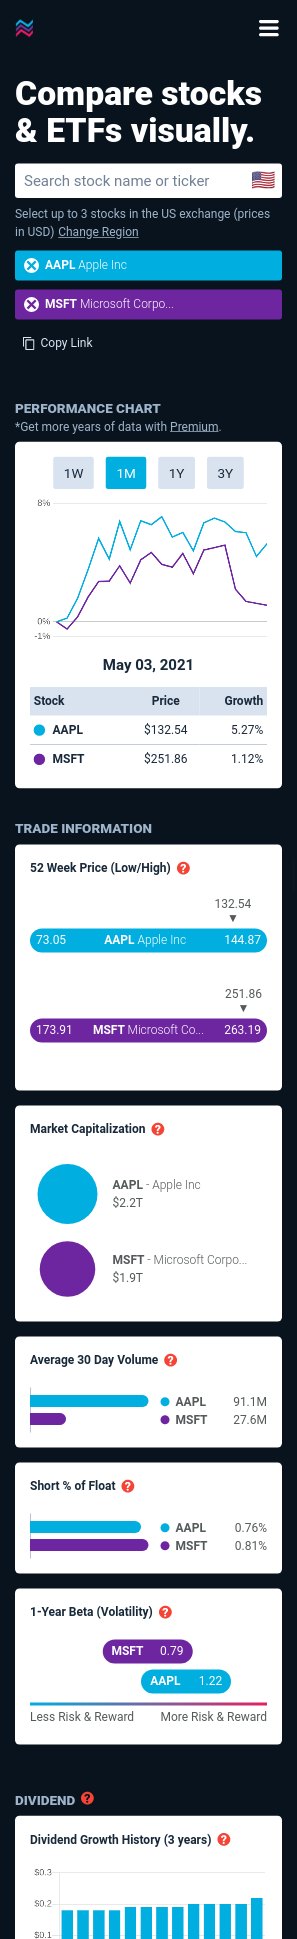 Compare stocks
& ETFs visually.
Search stock name or ticker
Select up to 3 stocks in the US exchange (prices
in USD) Change Region
AAPL Apple Inc
MSFT Microsoft Corpo...
Copy Link
PERFORMANCE CHART
*Get more years of data with Premium.
1W 1M 1Y 3Y
8%
0%
-1%
May 03, 2021
Stock Price Growth
AAPL $132.54 5.27%
MSFT $251.86 1.12%
TRADE INFORMATION
52 Week Price (Low/High) ?
132.54
73.05 AAPL Apple Inc 144.87
251.86
173.91 MSFT Microsoft Co... 263.19
Market Capitalization ?
AAPL - Apple Inc
$2.2T
MSFT - Microsoft Corpo...
$1.9T
Average 30 Day Volume ?
AAPL 91.1M
MSFT 27.6M
Short % of Float ?
AAPL 0.76%
MSFT 0.81%
1-Year Beta (Volatility) ?
MSFT 0.79
AAPL 1.22
Less Risk & Reward More Risk & Reward
DIVIDEND ?
Dividend Growth History (3 years) ?
$0.3
$0.2
$0.1